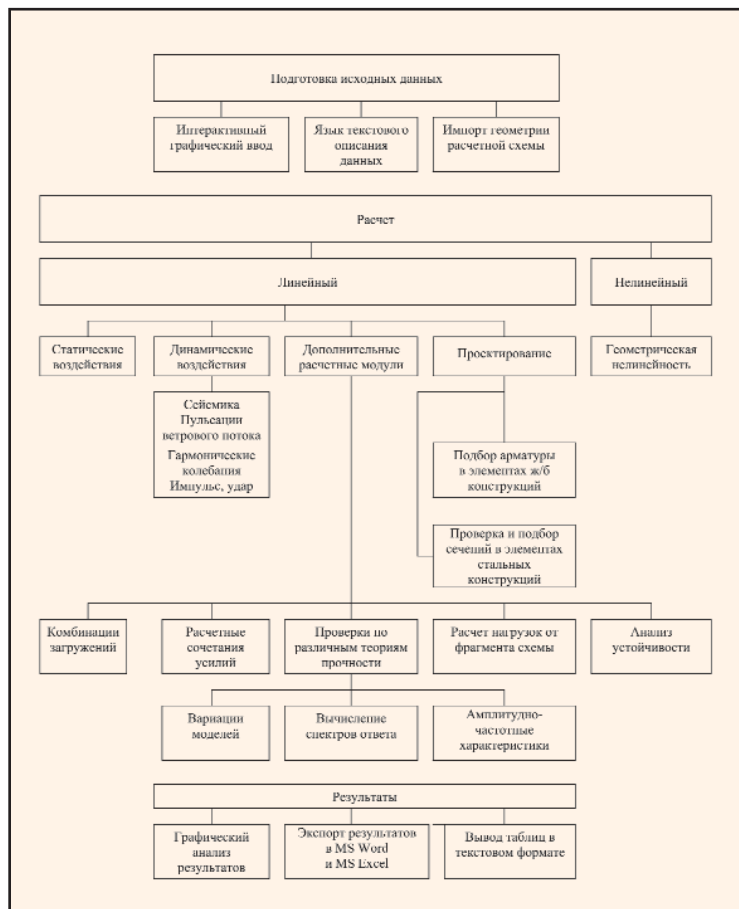 Подготовка исходных данных
Интерактивный
графический ввод
Язык текстового
описания
данных
Импорт геометрии
расчетной схемы
Расчет
Линейный
Нелинейный
Статические
воздействия
Динамические
воздействия
Дополнительные
расчетные модули
Проектирование
Геометрическая
нелинейность
Сейсмика
Пульсации
ветрового потока
Гармонические
колебания
Импульс, удар
Подбор арматуры
в элементах ж/б
конструкций
Проверка и подбор
сечений в элементах
стальных
конструкций
Комбинации
загружений
Расчетные
сочетания
усилий
Проверки по
различным теориям
прочности
Расчет нагрузок от
фрагмента схемы
Анализ
устойчивости
Вариации
моделей
Вычисление
спектров ответа
Амплитудно-
частотные
характеристики
Результаты
Графический
анализ
результатов
Экспорт результатов
в MS Word
и MS Excel
Вывод таблиц в
текстовом формате